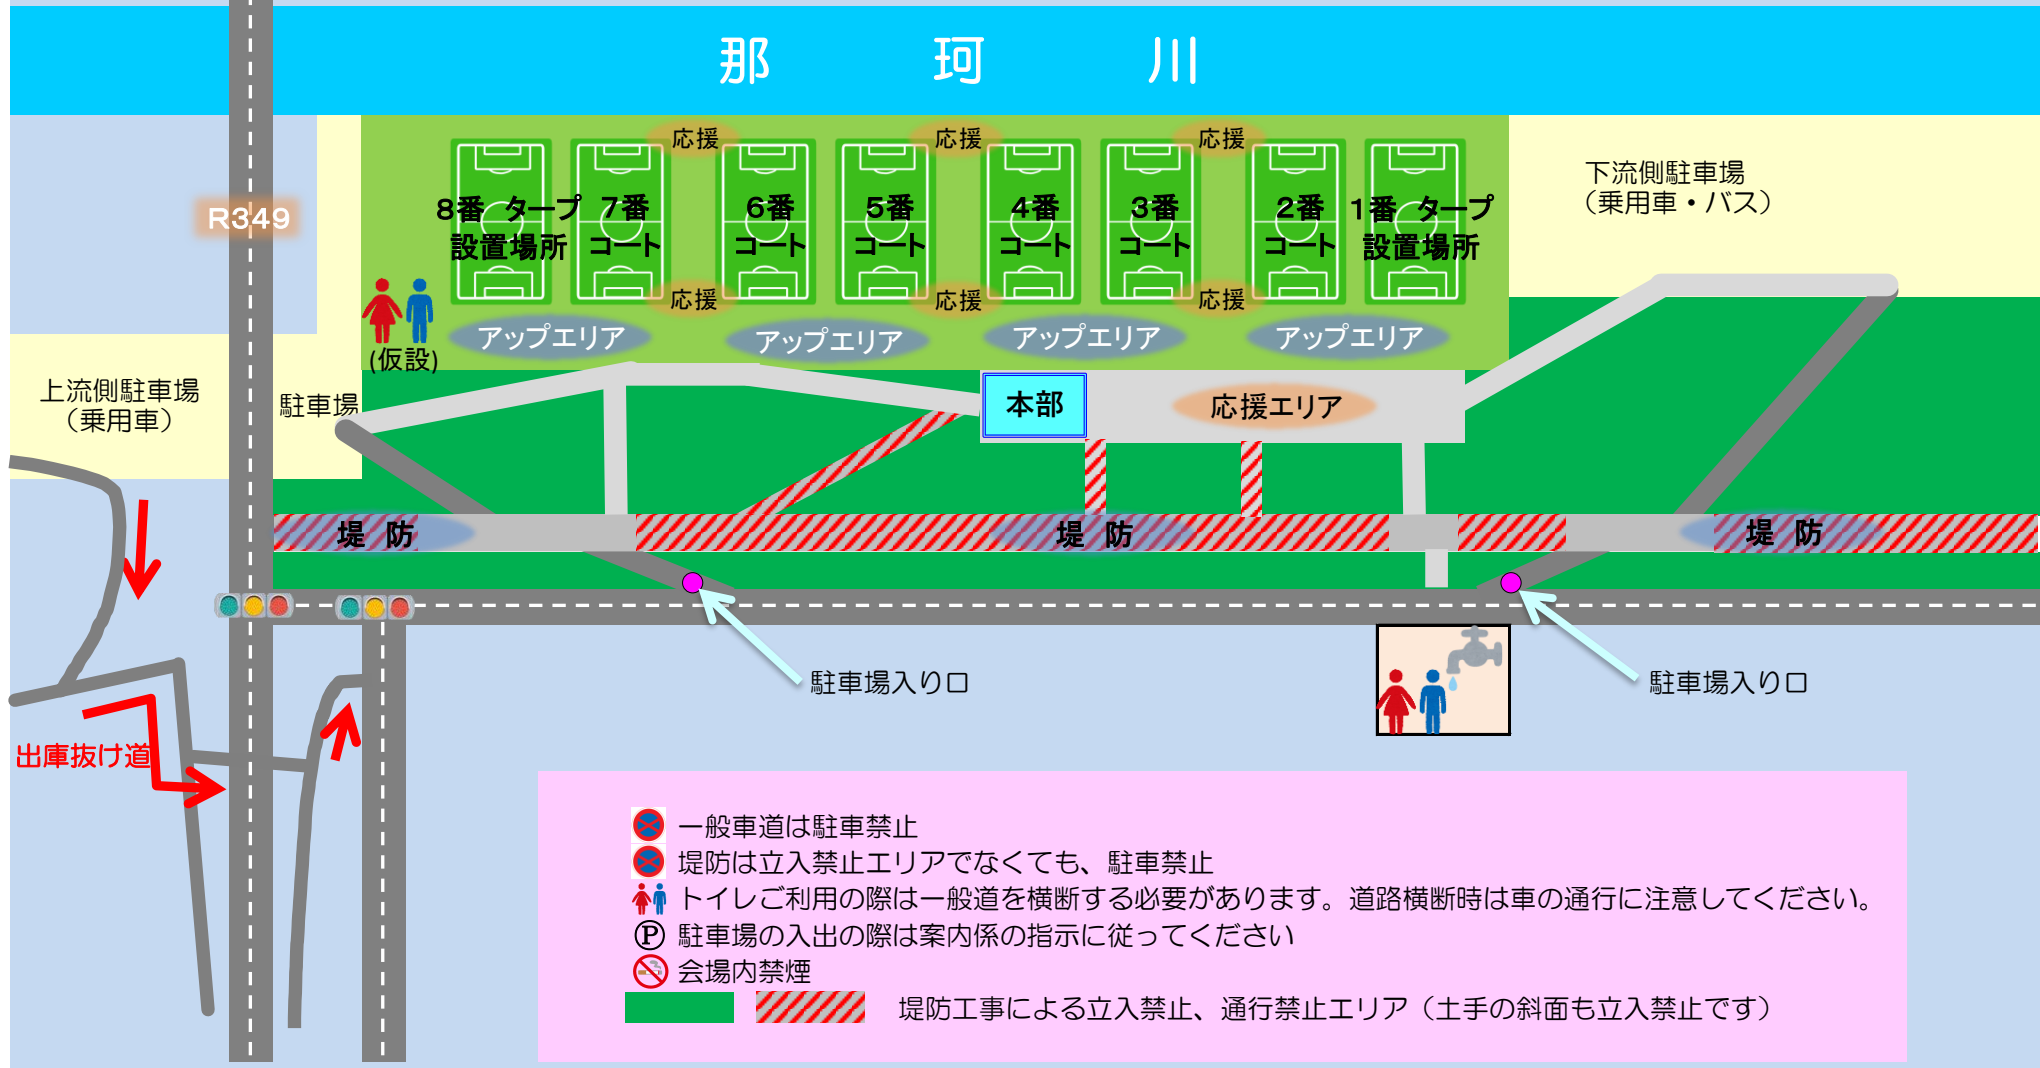 那珂川
R349
応援
応援
応援
8番 タープ
設置場所
7番
コート
6番
コート
5番
コート
4番
コート
3番
コート
2番
コート
1番 タープ
設置場所
下流側駐車場
（乗用車・バス）
応援
応援
応援
アップエリア
アップエリア
アップエリア
アップエリア
(仮設)
上流側駐車場
（乗用車）
駐車場
本部
応援エリア
堤 防
堤 防
堤 防
駐車場入り口
駐車場入り口
出庫抜け道
一般車道は駐車禁止
堤防は立入禁止エリアでなくても、駐車禁止
トイレご利用の際は一般道を横断する必要があります。道路横断時は車の通行に注意してください。
Ⓟ 駐車場の入出の際は案内係の指示に従ってください
会場内禁煙
堤防工事による立入禁止、通行禁止エリア（土手の斜面も立入禁止です）